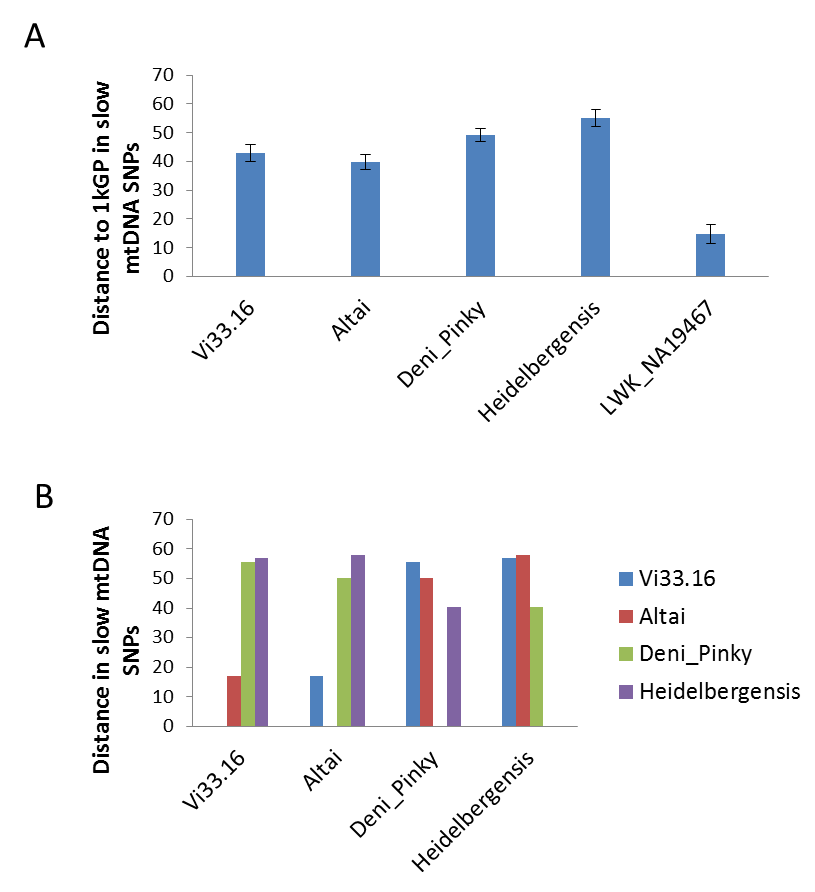 A
Distance to 1kGP in slow
mtDNA SNPs
70
60
50
40
30
20
10
0
Vi33.16
Altai
Deni_Pinky
Heidelbergensis
LWK_NA19467
B
Distance in slow mtDNA
SNPs
70
60
50
40
30
20
10
0
Vi33.16
Altai
Deni_Pinky
Heidelbergensis
Vi33.16
Altai
Deni_Pinky
Heidelbergensis